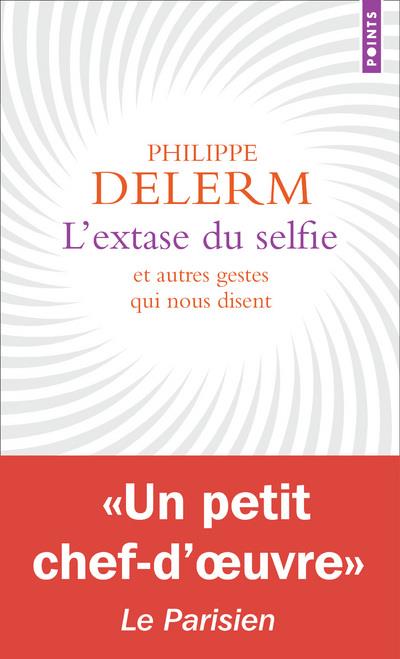 POINTS
PHILIPPE
DELERM
L'extase du selfie
et autres gestes
qui nous disent
«Un petit
chef-d'œuvre»
Le Parisien